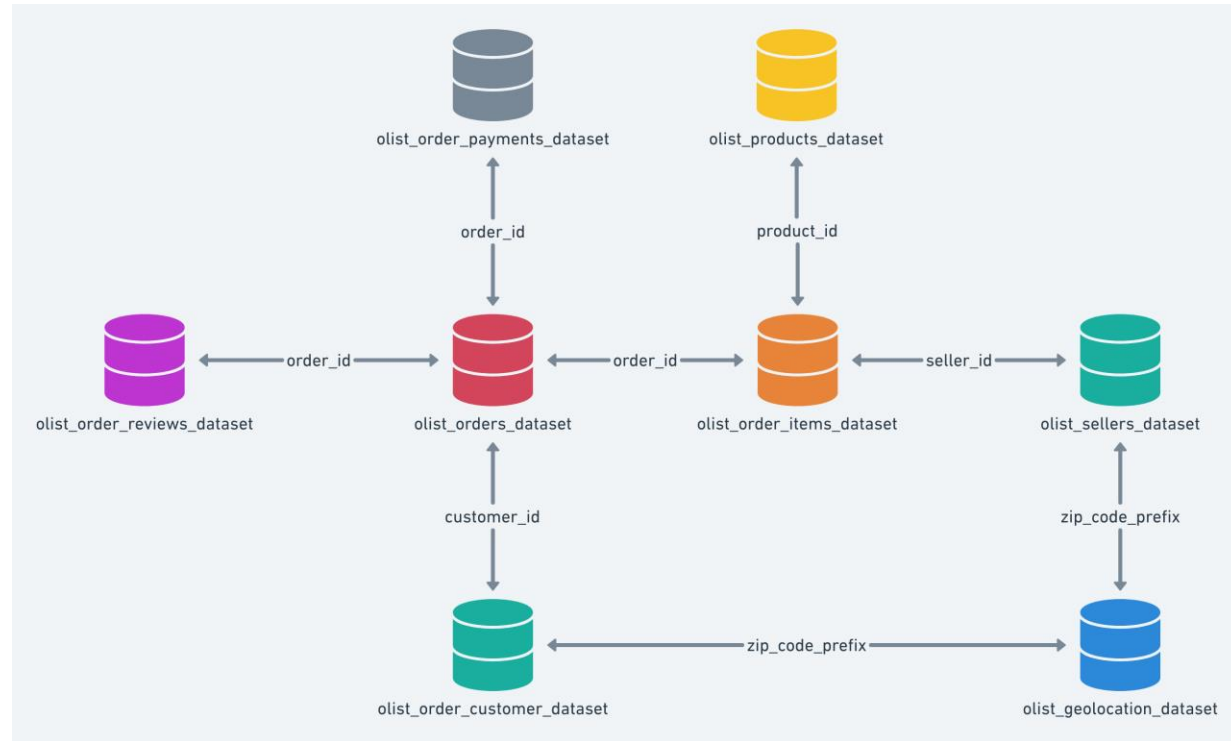 olist_order_payments_dataset
olist_products_dataset
order_id
product_id
order_id
order_id
seller_id
olist_order_reviews_dataset
olist_orders_dataset
olist_order_items_dataset
olist_sellers_dataset
customer_id
zip_code_prefix
zip_code_prefix
olist_order_customer_dataset
olist_geolocation_dataset